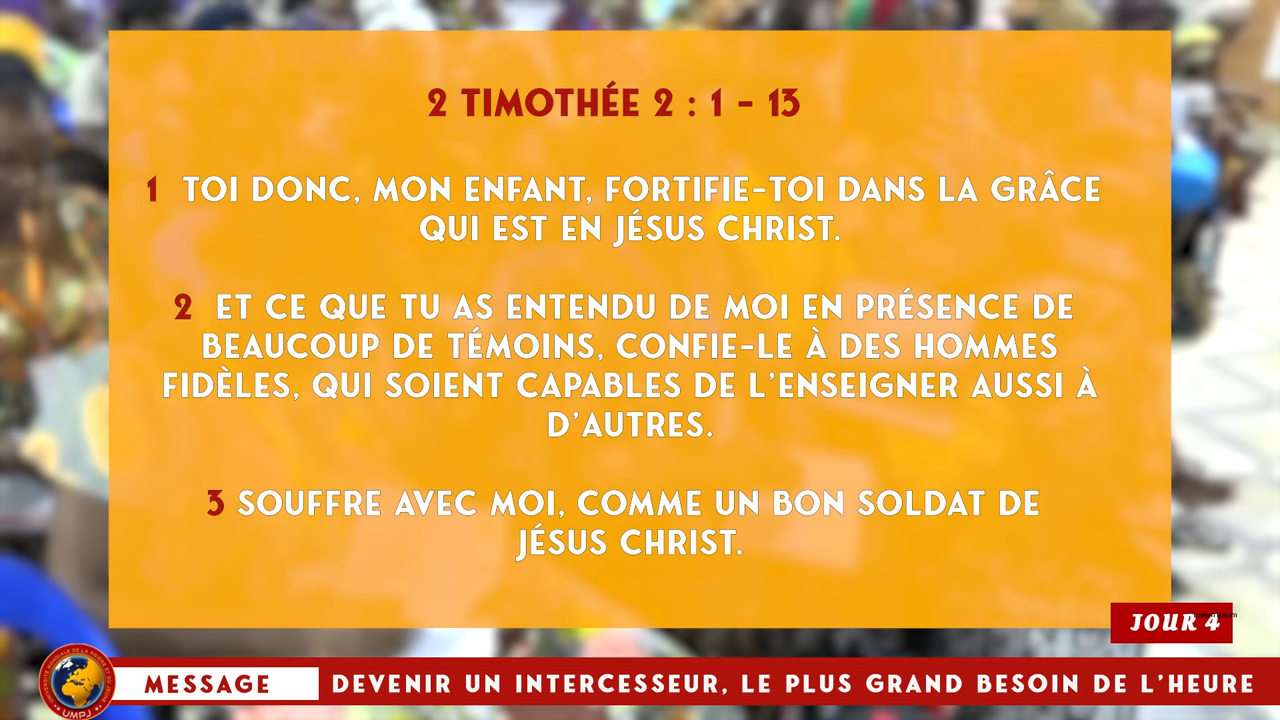 2 TIMOTHÉE 2 : 1 - 13
1 TOI DONC, MON ENFANT, FORTIFIE-TOI DANS LA GRÂCE
QUI EST EN JÉSUS CHRIST.
2 ET CE QUE TU AS ENTENDU DE MOI EN PRÉSENCE DE
BEAUCOUP DE TÉMOINS, CONFIE-LE À DES HOMMES
FIDÈLES, QUI SOIENT CAPABLES DE L'ENSEIGNER AUSSI À
D'AUTRES.
3 SOUFFRE AVEC MOI, COMME UN BON SOLDAT DE
JÉSUS CHRIST.
JOUR 4
MESSAGE
DEVENIR UN INTERCESSEUR, LE PLUS GRAND BESOIN DE L'HEURE
UMPJ